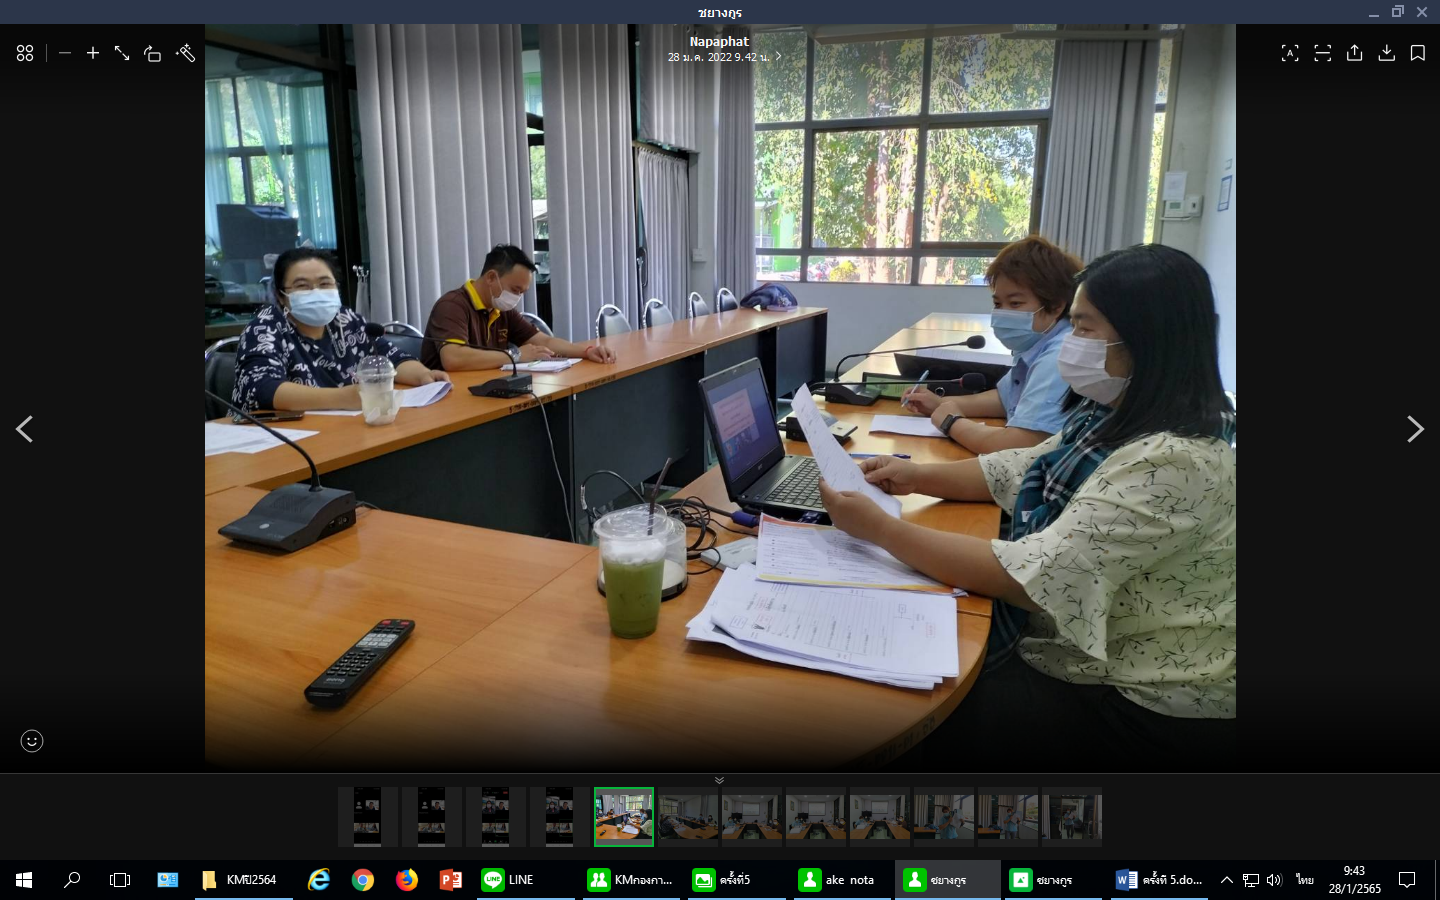 ชยางกูร
Napaphat
28 ม.ค. 2022 9.42 น.
KMปี2564
LINE
KMกองกา...
ครั้งที่5
ake nota
ชยางกูร
ชยางกูร
ครั้งที่ 5.do...
ไทย
9:43
28/1/2565